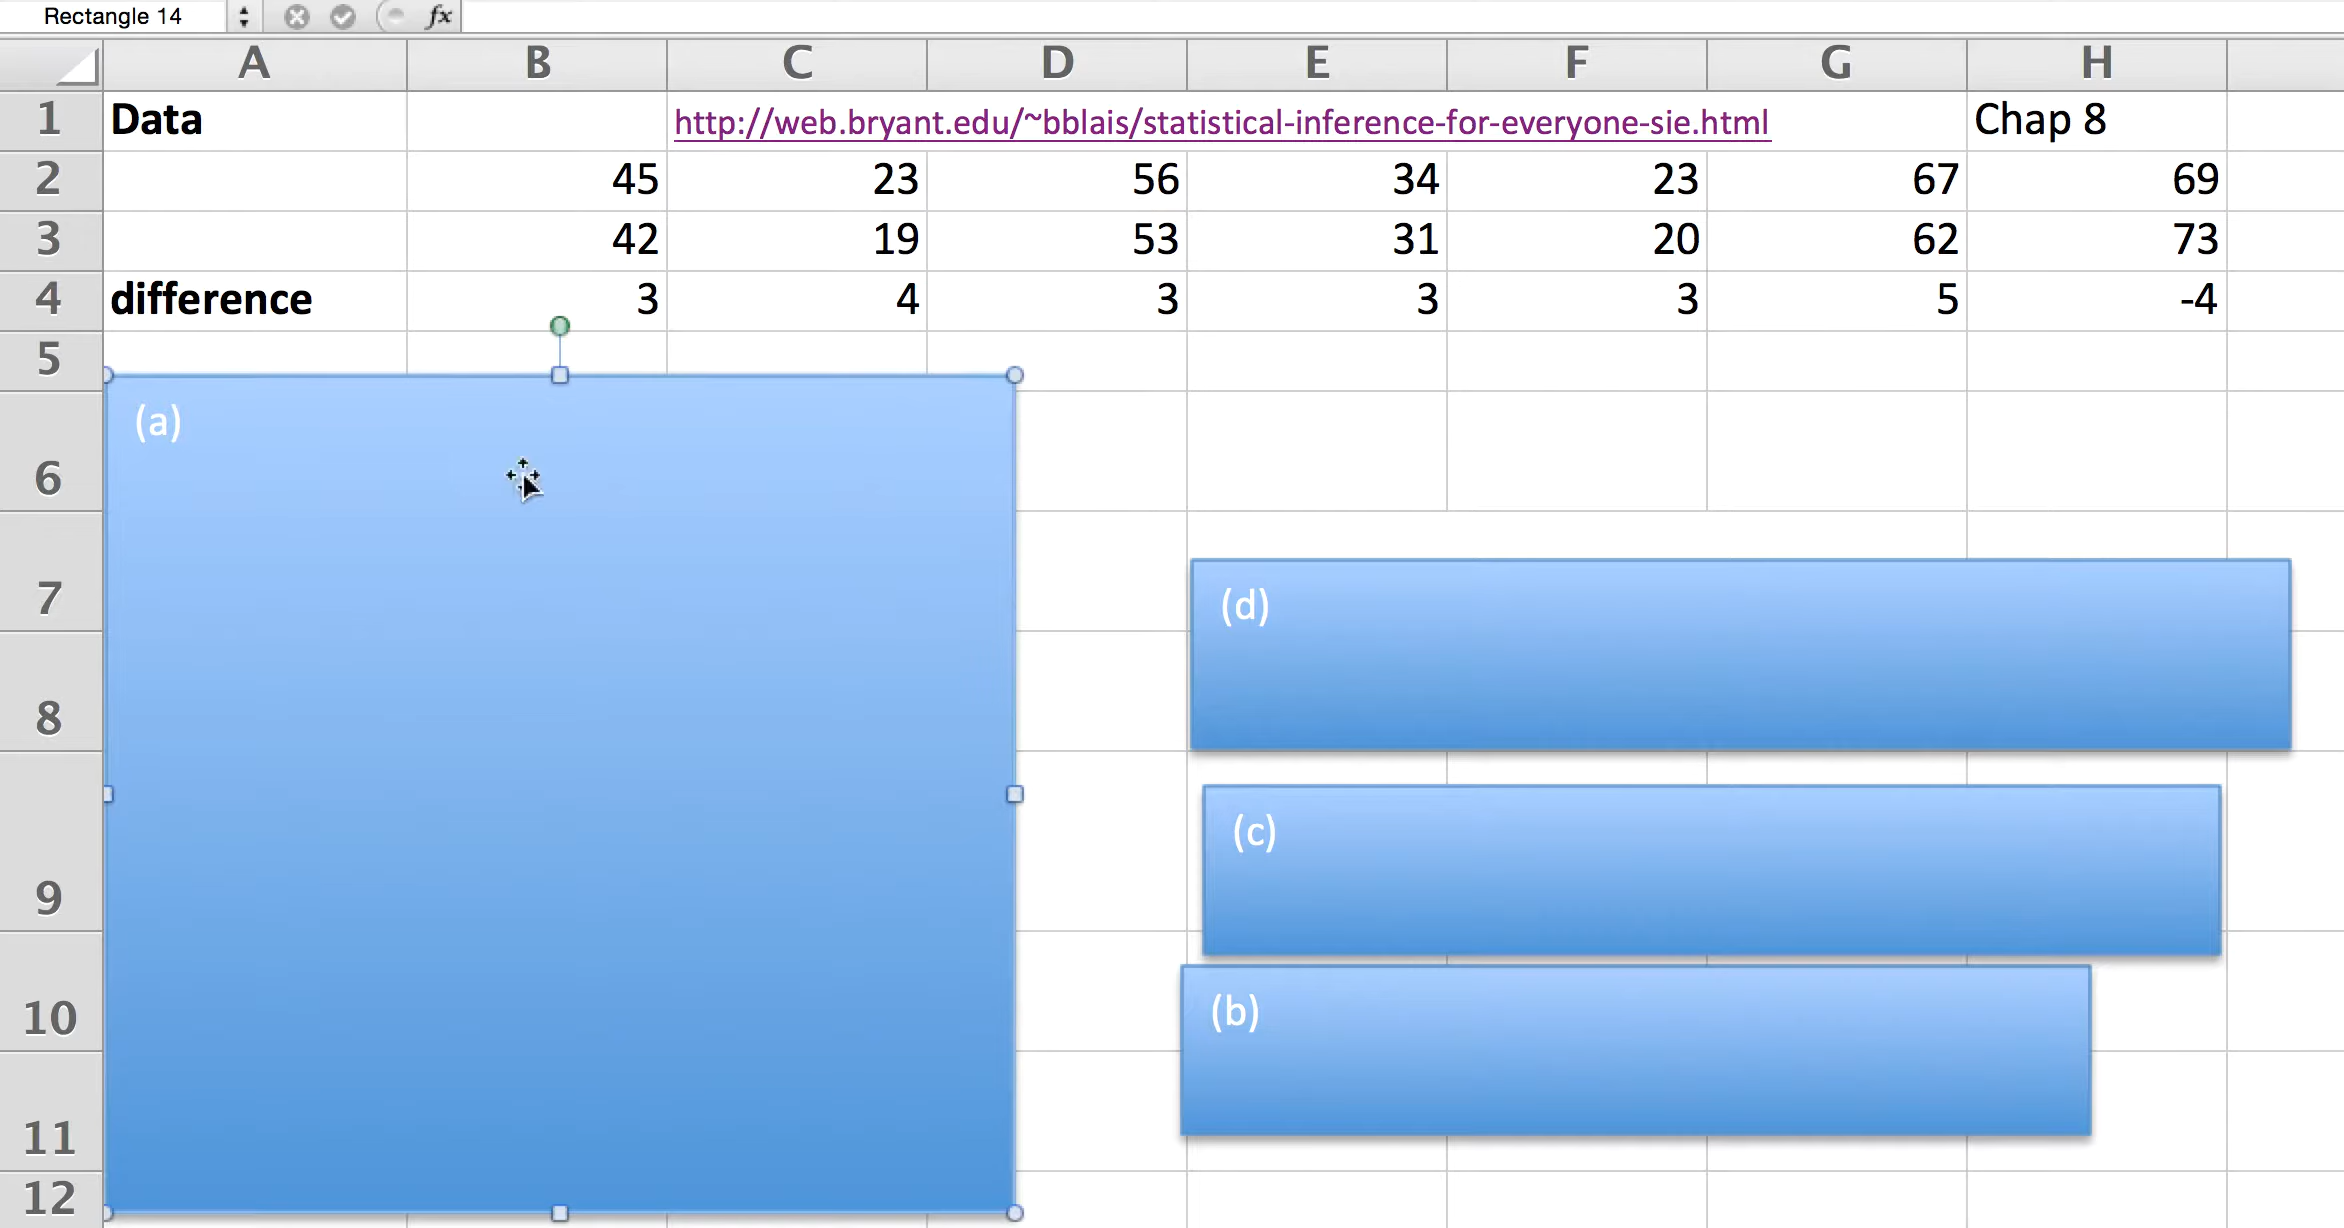 Rectangle 14 fx
A B C D E F G H
1 Data http://web.bryant.edu/~bblais/statistical-inference-for-everyone-sie.html Chap 8
2 45 23 56 34 23 67 69
3 42 19 53 31 20 62 73
4 difference 3 4 3 3 3 5 -4
5
(a)
6
7 (d)
8
(c)
9
10 (b)
11
12